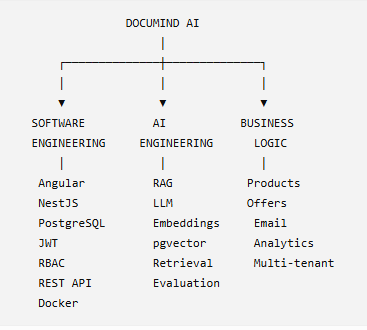 DOCUMIND AI
SOFTWARE AI BUSINESS
ENGINEERING ENGINEERING LOGIC
Angular RAG Products
NestJS LLM Offers
PostgreSQL Embeddings Email
JWT pgvector Analytics
RBAC Retrieval Multi-tenant
REST API Evaluation
Docker